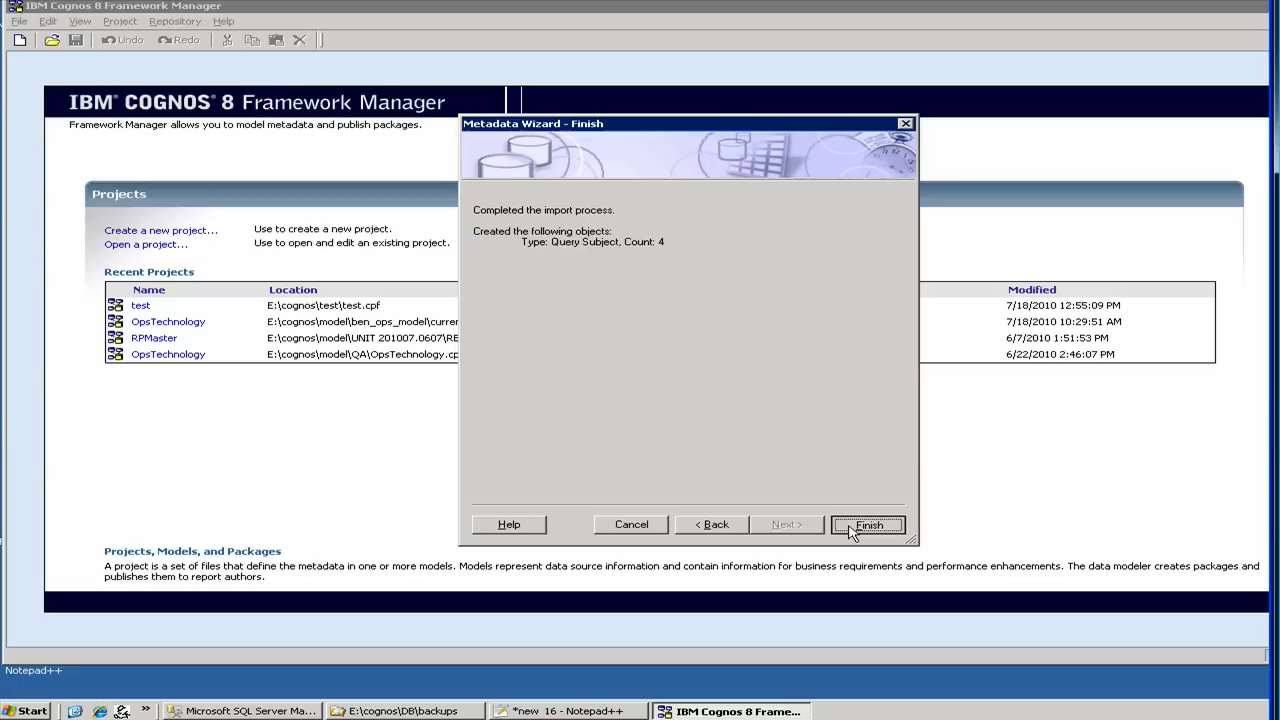 IBM Cognos 8 Framework Manager
File Edit View Project Repository Help
Undo Redo
IBM® COGNOS® 8 Framework Manager
Framework Manager allows you to model metadata and publish packages.
Metadata Wizard - Finish
Completed the import process.
Created the following objects:
Type: Query Subject, Count: 4
Help Cancel < Back Next > Finish
Projects
Create a new project... Use to create a new project.
Open a project... Use to open and edit an existing project.
Recent Projects
Name Location Modified
test E:\cognos\test\test.cpf 7/18/2010 12:55:09 PM
OpsTechnology E:\cognos\model\ben_ops_model\curre 7/18/2010 10:29:51 AM
RPMaster E:\cognos\model\UNIT 201007.0607\RE 6/7/2010 1:51:53 PM
OpsTechnology E:\cognos\model\QA\OpsTechnology.cp 6/22/2010 2:46:07 PM
Projects, Models, and Packages
A project is a set of files that define the metadata in one or more models. Models represent data source information and contain information for business requirements and performance enhancements. The data modeler creates packages and
publishes them to report authors.
Notepad++
Start » Microsoft SQL Server Ma... E:\cognos\DB\backups *new 16 - Notepad++ IBM Cognos 8 Frame...